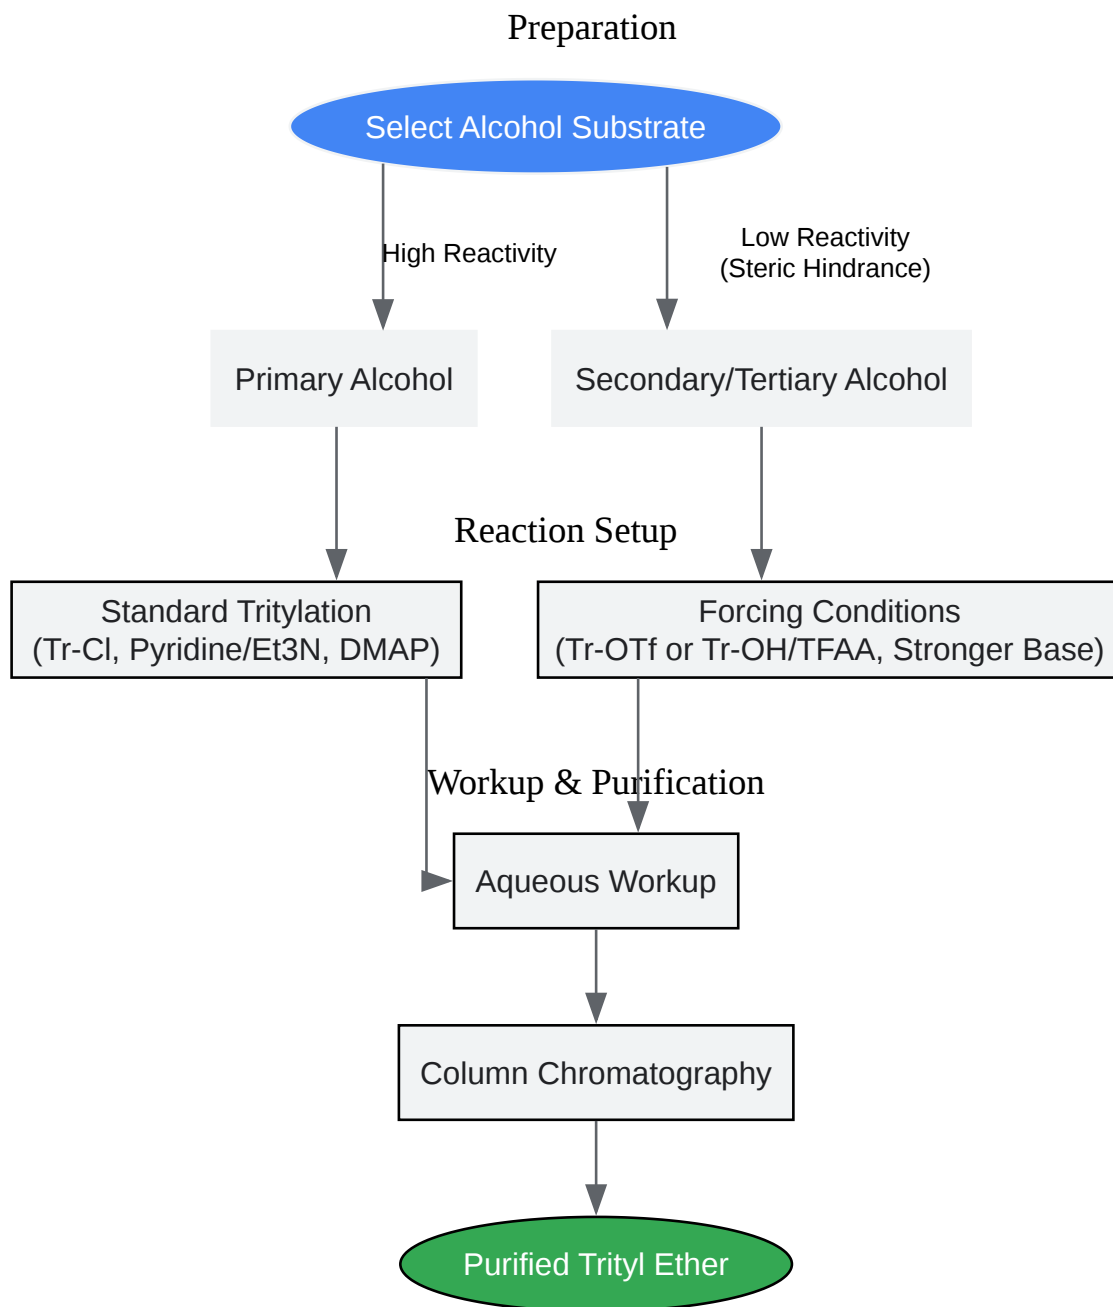 Preparation
Select Alcohol Substrate
High Reactivity
Low Reactivity
(Steric Hindrance)
Primary Alcohol
Secondary/Tertiary Alcohol
Reaction Setup
Standard Tritylation
(Tr-Cl, Pyridine/Et3N, DMAP)
Forcing Conditions
(Tr-OTf or Tr-OH/TFAA, Stronger Base)
Workup & Purification
Aqueous Workup
Column Chromatography
Purified Trityl Ether